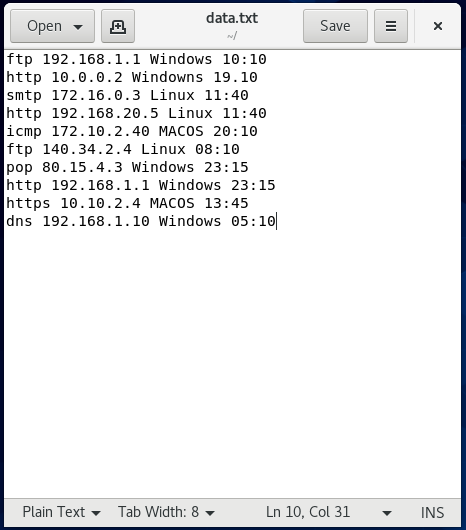 Open
data.txt
~/
Save
ftp 192.168.1.1 Windows 10:10
http 10.0.0.2 Windowns 19.10
smtp 172.16.0.3 Linux 11:40
http 192.168.20.5 Linux 11:40
icmp 172.10.2.40 MACOS 20:10
ftp 140.34.2.4 Linux 08:10
pop 80.15.4.3 Windows 23:15
http 192.168.1.1 Windows 23:15
https 10.10.2.4 MACOS 13:45
dns 192.168.1.10 Windows 05:10
Plain Text Tab Width: 8 Ln 10, Col 31 INS